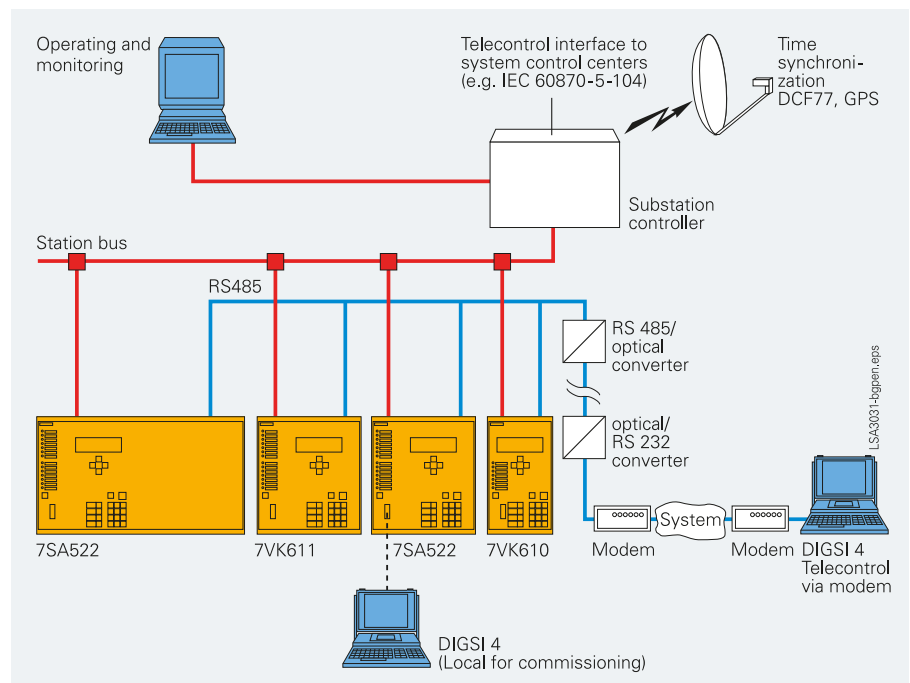 Operating and
monitoring
Telecontrol interface to
system control centers
(e.g. IEC 60870-5-104)
Time
synchroni-
zation
DCF77, GPS
Substation
controller
Station bus
RS485
RS 485/
optical
converter
optical/
RS 232
converter
LSA3031-bgpen.eps
7SA522
7VK611
7SA522
7VK610
Modem
System
Modem
DIGSI 4
Telecontrol
via modem
DIGSI 4
(Local for commissioning)